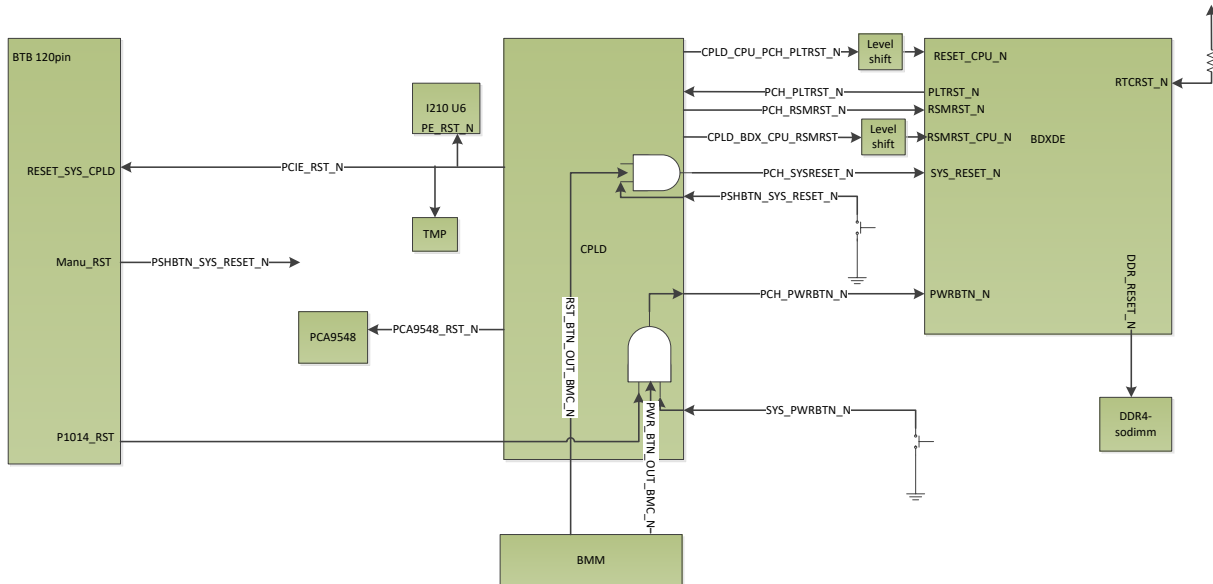 BTB 120pin
RESET_SYS_CPLD
Manu_RST
P1014_RST
PCIE_RST_N
PSHBTN_SYS_RESET_N
I210 U6
PE_RST_N
TMP
PCA9548
PCA9548_RST_N
CPLD
RST_BTN_OUT_BMC_N
PWR_BTN_OUT_BMC_N
BMM
CPLD_CPU_PCH_PLTRST_N
Level
shift
PCH_PLTRST_N
PCH_RSMRST_N
CPLD_BDX_CPU_RSMRST
Level
shift
PCH_SYSRESET_N
PSHBTN_SYS_RESET_N
PCH_PWRBTN_N
SYS_PWRBTN_N
RESET_CPU_N
RTCRST_N
PLTRST_N
RSMRST_N
RSMRST_CPU_N
BDXDE
SYS_RESET_N
PWRBTN_N
DDR_RESET_N
DDR4-
sodimm